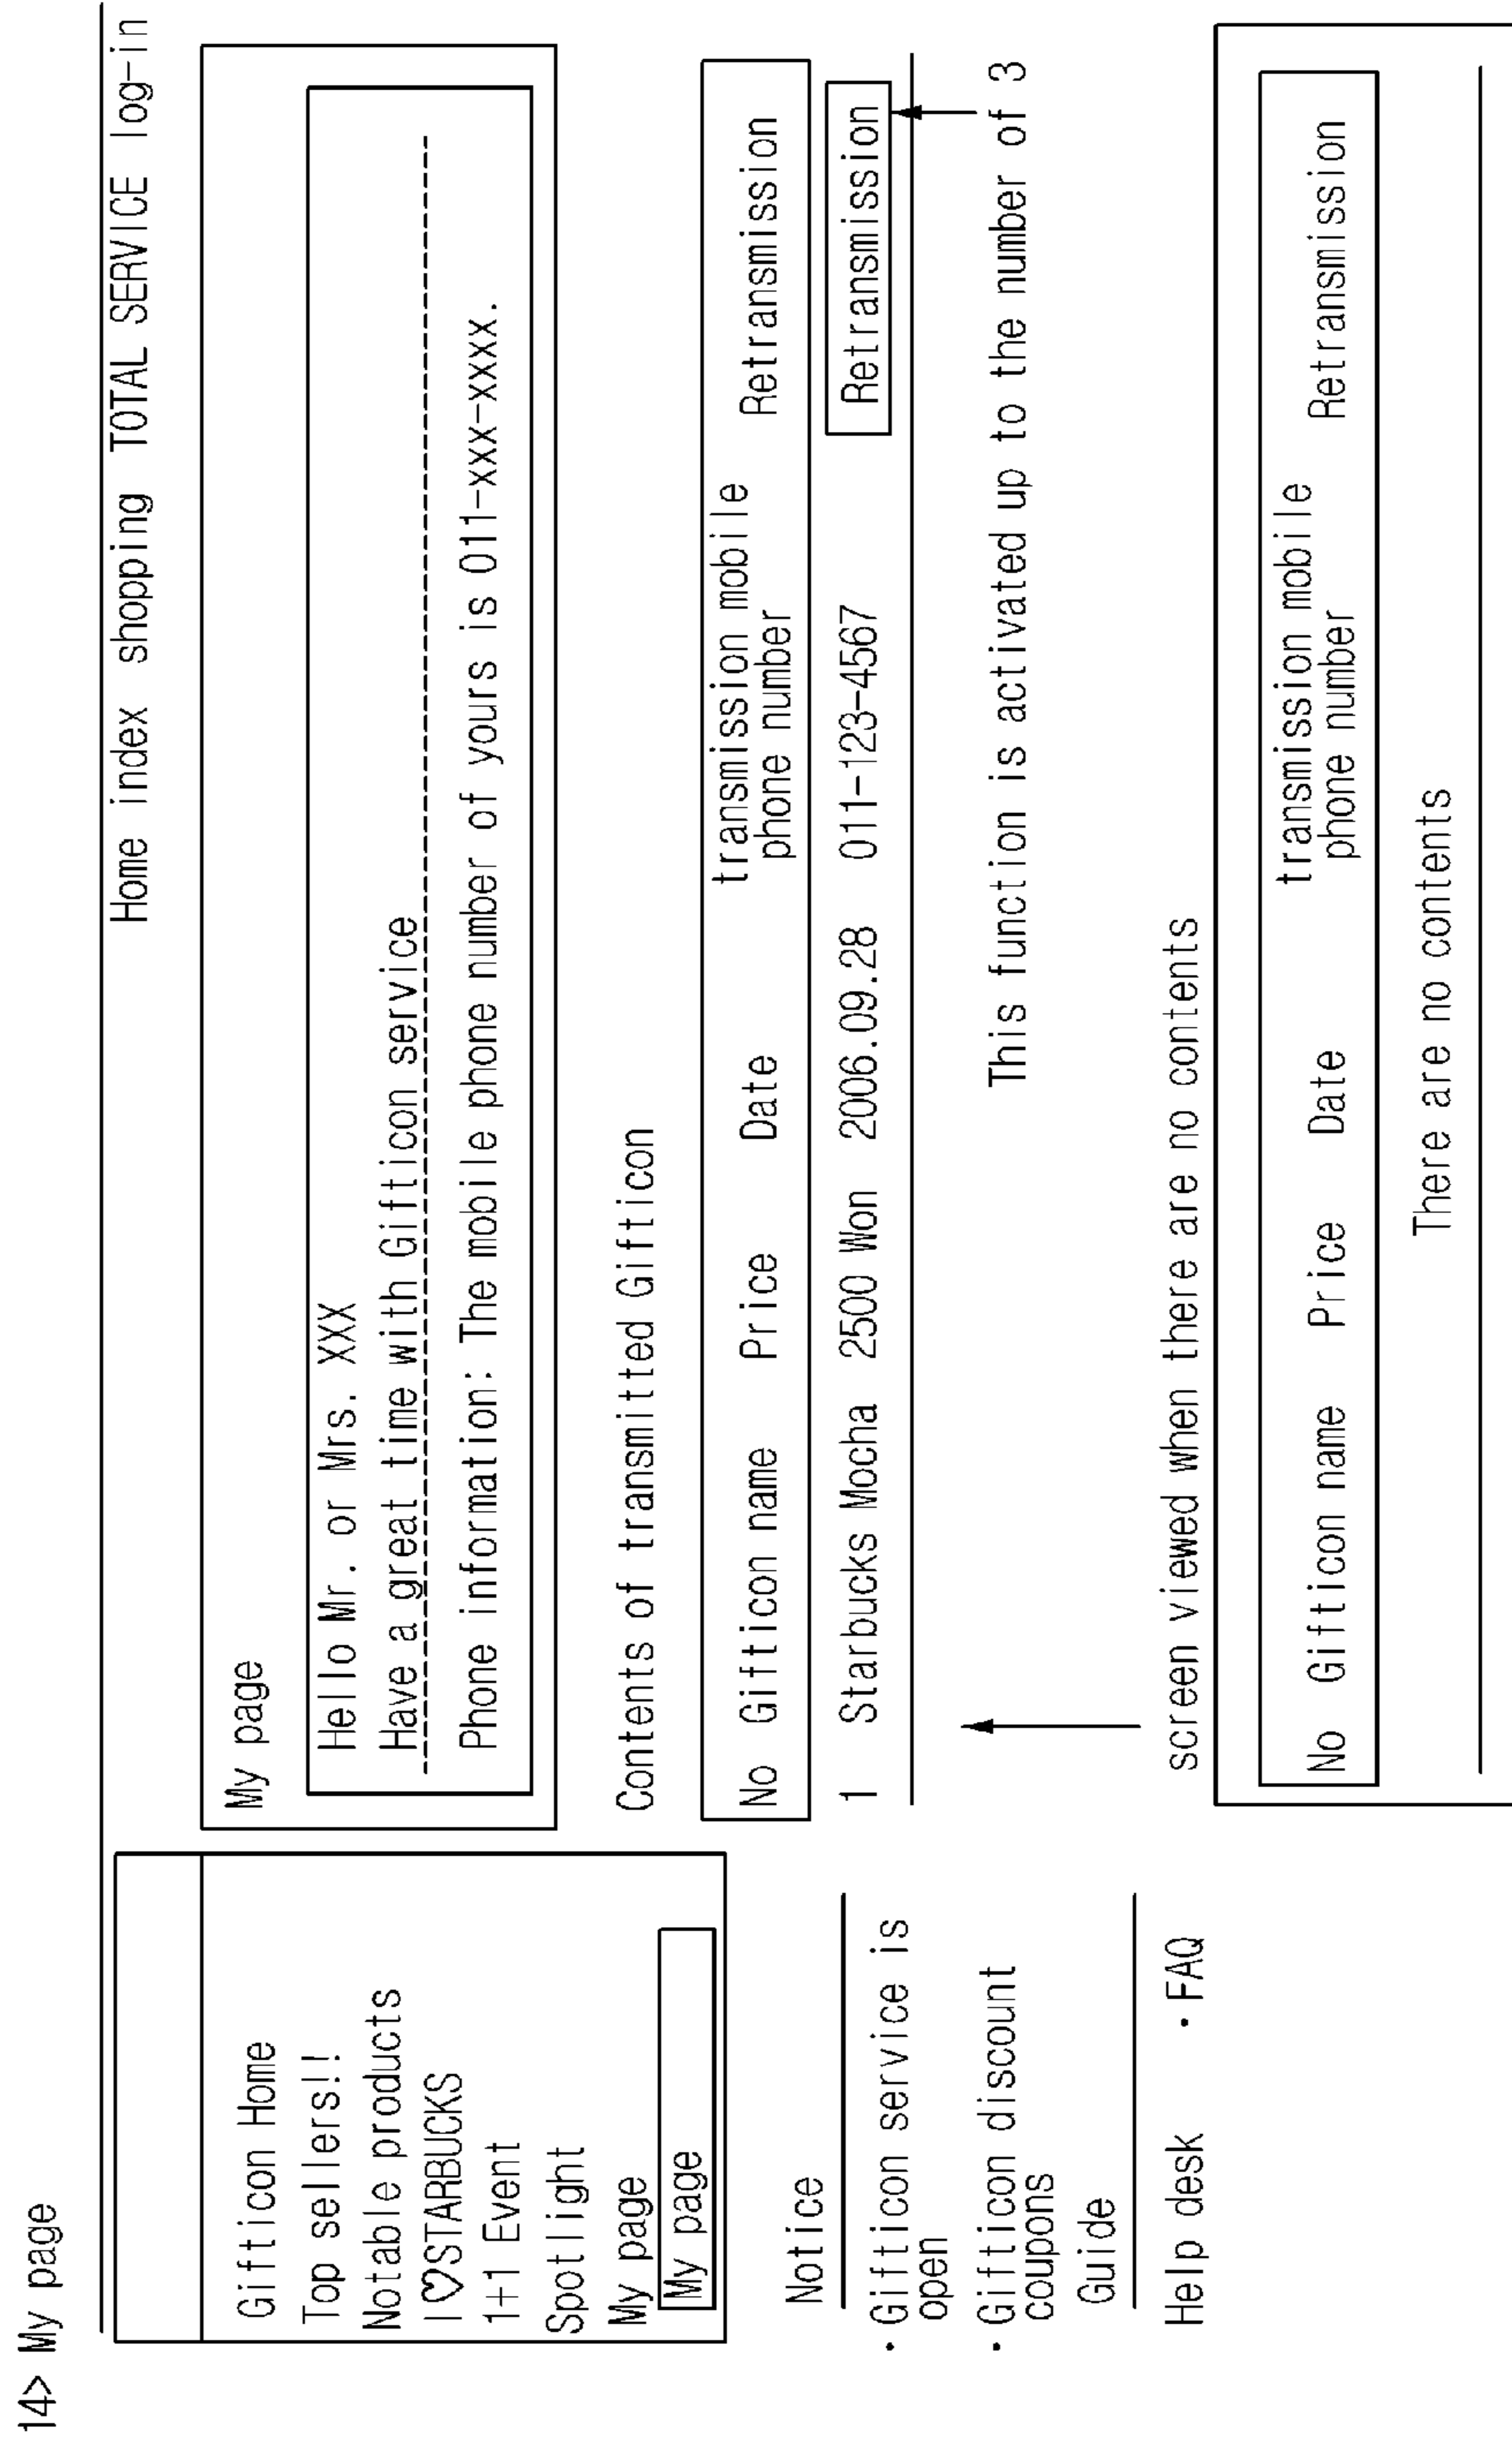 14> My page
Home index shopping TOTAL SERVICE log-in
Gifticon Home
Top sellers!!
Notable products
I ♡STARBUCKS
1+1 Event
Spotlight
My page
My page
Notice
· Gifticon service is
open
· Gifticon discount
coupons
Guide
Help desk · FAQ
My page
Hello Mr. or Mrs. XXX
Have a great time with Gifticon service
Phone information: The mobile phone number of yours is 011-xxx-xxxx.
Contents of transmitted Gifticon
No Gifticon name Price Date transmission mobile phone number Retransmission
1 Starbucks Mocha 2500 Won 2006.09.28 011-123-4567 Retransmission
This function is activated up to the number of 3
screen viewed when there are no contents
No Gifticon name Price Date transmission mobile phone number Retransmission
There are no contents